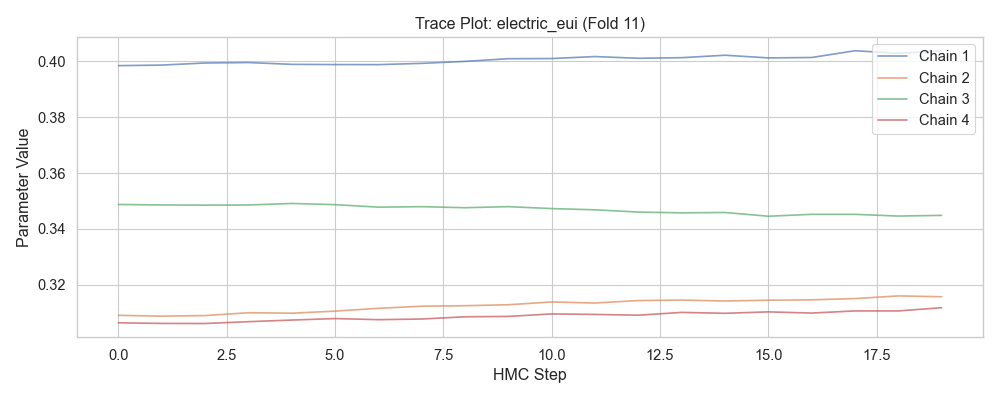 Trace Plot: electric_eui (Fold 11)
Parameter Value
0.40
0.38
0.36
0.34
0.32
Chain 1
Chain 2
Chain 3
Chain 4
0.0 2.5 5.0 7.5 10.0 12.5 15.0 17.5
HMC Step